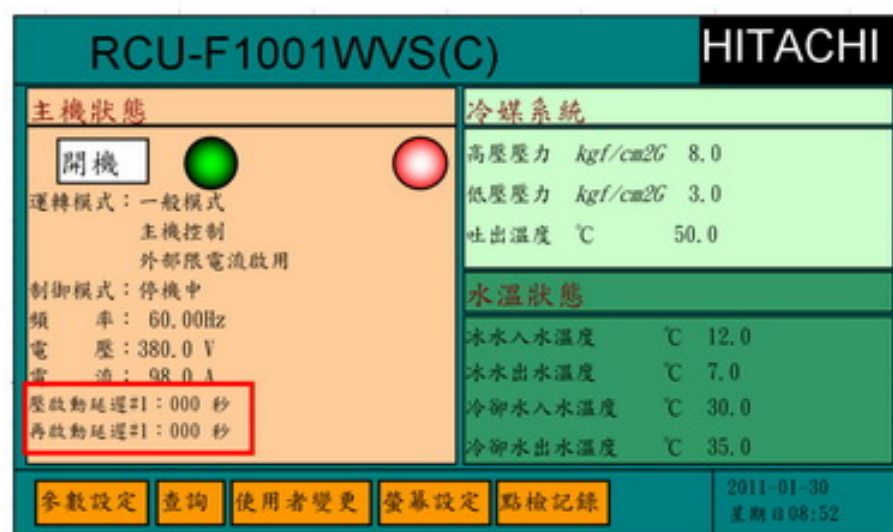 RCU-F1001WVS(C)
HITACHI
主機狀態
開機
運轉模式：一般模式
主機控制
外部限電流啟用
制御模式：停機中
頻 率： 60.00Hz
電 壓：380.0 V
電 流： 98.0 A
壓啟動延遲#1：000 秒
再啟動延遲#1：000 秒
冷媒系統
高壓壓力 kgf/cm2G 8.0
低壓壓力 kgf/cm2G 3.0
吐出溫度 ℃ 50.0
水溫狀態
冰水入水溫度 ℃ 12.0
冰水出水溫度 ℃ 7.0
冷卻水入水溫度 ℃ 30.0
冷卻水出水溫度 ℃ 35.0
參數設定 查詢 使用者變更 螢幕設定 點檢記錄
2011-01-30
星期日08:52